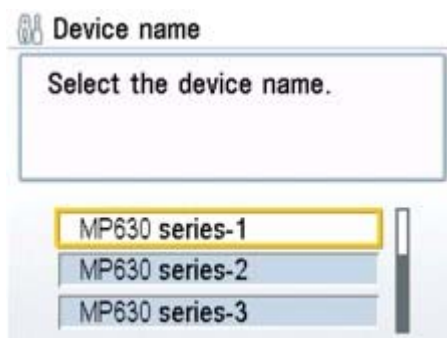 Device name
Select the device name.
MP630 series-1
MP630 series-2
MP630 series-3